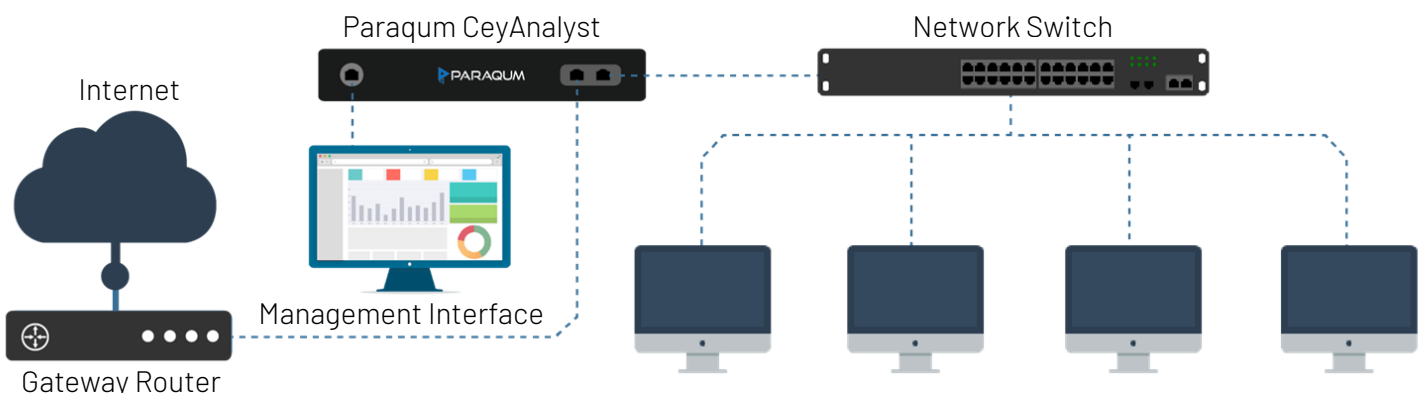 Paraqum CeyAnalyst
Network Switch
Internet
PARAQUM
Management Interface
Gateway Router